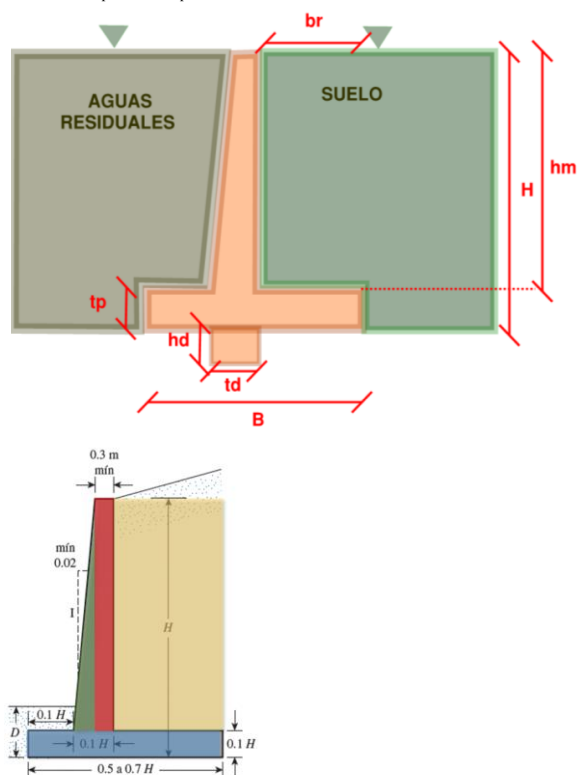 br
AGUAS
RESIDUALES
SUELO
hm
H
tp
hd
td
B
0.3 m
mín
mín
0.02
I
H
0.1 H
D
0.1 H
0.1 H
0.5 a 0.7 H